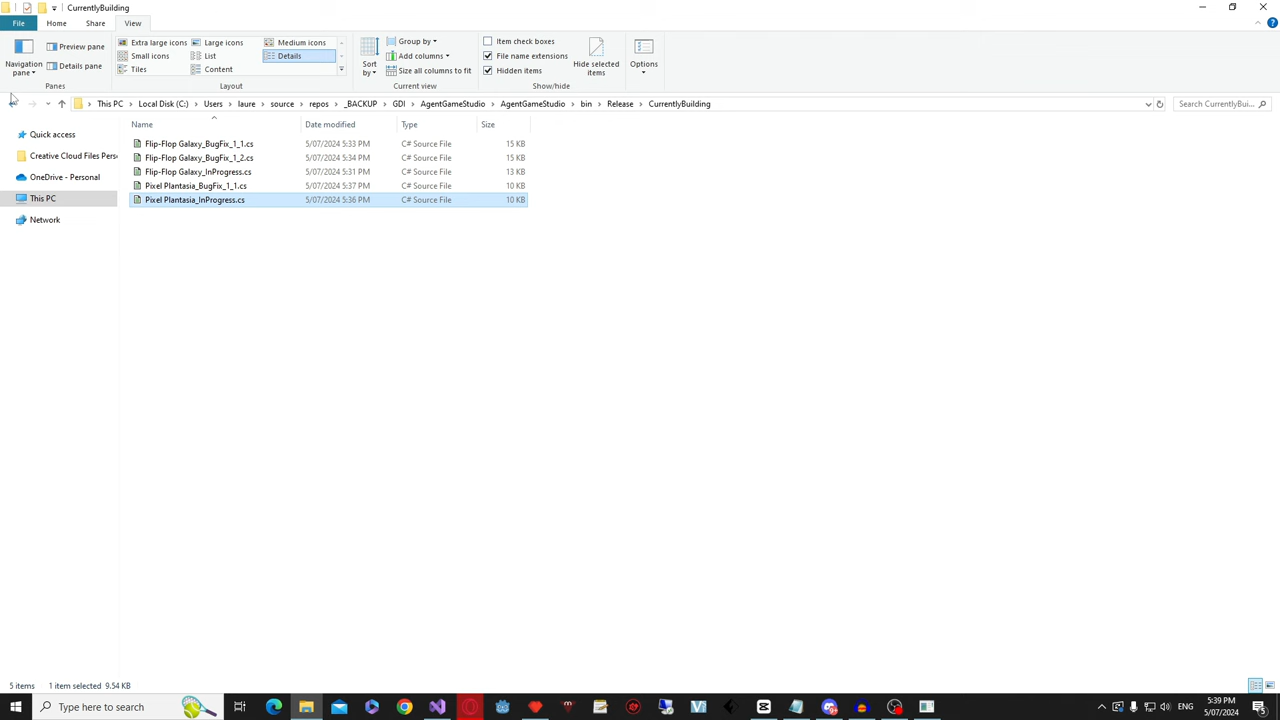 CurrentlyBuilding
File Home Share View
Navigation pane
Preview pane
Details pane
Panes
Extra large icons Large icons Medium icons
Small icons List Details
Tiles Content
Layout
Sort by
Group by
Add columns
Size all columns to fit
Current view
Item check boxes
File name extensions
Hidden items
Hide selected items
Show/hide
Options
This PC Local Disk (C:) Users laure source repos _BACKUP GDI AgentGameStudio AgentGameStudio bin Release CurrentlyBuilding
Search CurrentlyBui...
Quick access
Creative Cloud Files Pers
OneDrive - Personal
This PC
Network
Name Date modified Type Size
Flip-Flop Galaxy_BugFix_1_1.cs 5/07/2024 5:33 PM C# Source File 15 KB
Flip-Flop Galaxy_BugFix_1_2.cs 5/07/2024 5:34 PM C# Source File 15 KB
Flip-Flop Galaxy_InProgress.cs 5/07/2024 5:31 PM C# Source File 13 KB
Pixel Plantasia_BugFix_1_1.cs 5/07/2024 5:37 PM C# Source File 10 KB
Pixel Plantasia_InProgress.cs 5/07/2024 5:36 PM C# Source File 10 KB
5 items 1 item selected 9.54 KB
Type here to search
ENG
5:39 PM
5/07/2024